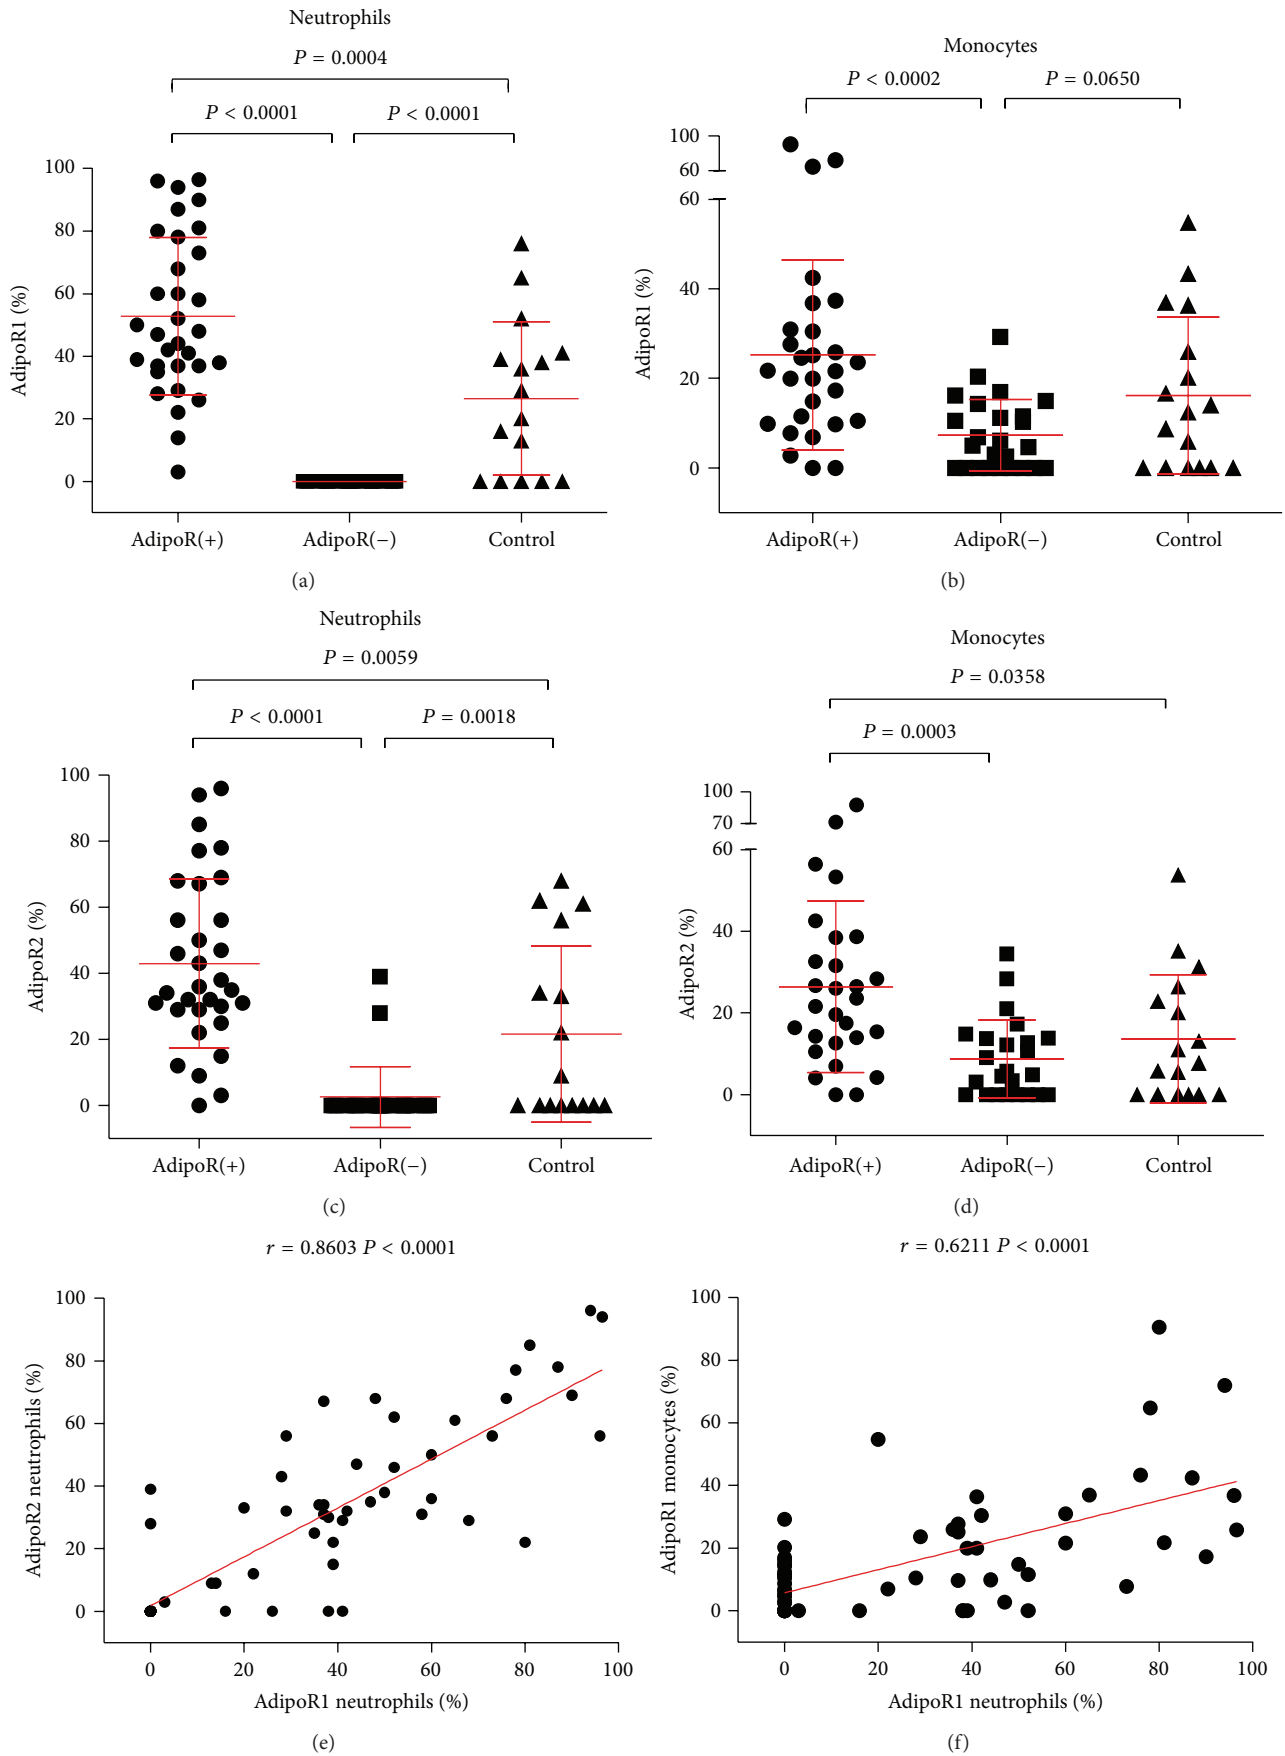 Neutrophils
P = 0.0004
P < 0.0001 P < 0.0001
100
80
60
40
20
0
AdipoR1 (%)
AdipoR(+) AdipoR(−) Control
(a)
Monocytes
P < 0.0002 P = 0.0650
100
60
60
40
20
0
AdipoR1 (%)
AdipoR(+) AdipoR(−) Control
(b)
Neutrophils
P = 0.0059
P < 0.0001 P = 0.0018
100
80
60
40
20
0
AdipoR2 (%)
AdipoR(+) AdipoR(−) Control
(c)
Monocytes
P = 0.0358
P = 0.0003
100
70
60
40
20
0
AdipoR2 (%)
AdipoR(+) AdipoR(−) Control
(d)
r = 0.8603 P < 0.0001
100
80
60
40
20
0
AdipoR2 neutrophils (%)
0 20 40 60 80 100
AdipoR1 neutrophils (%)
(e)
r = 0.6211 P < 0.0001
100
80
60
40
20
0
AdipoR1 monocytes (%)
0 20 40 60 80 100
AdipoR1 neutrophils (%)
(f)